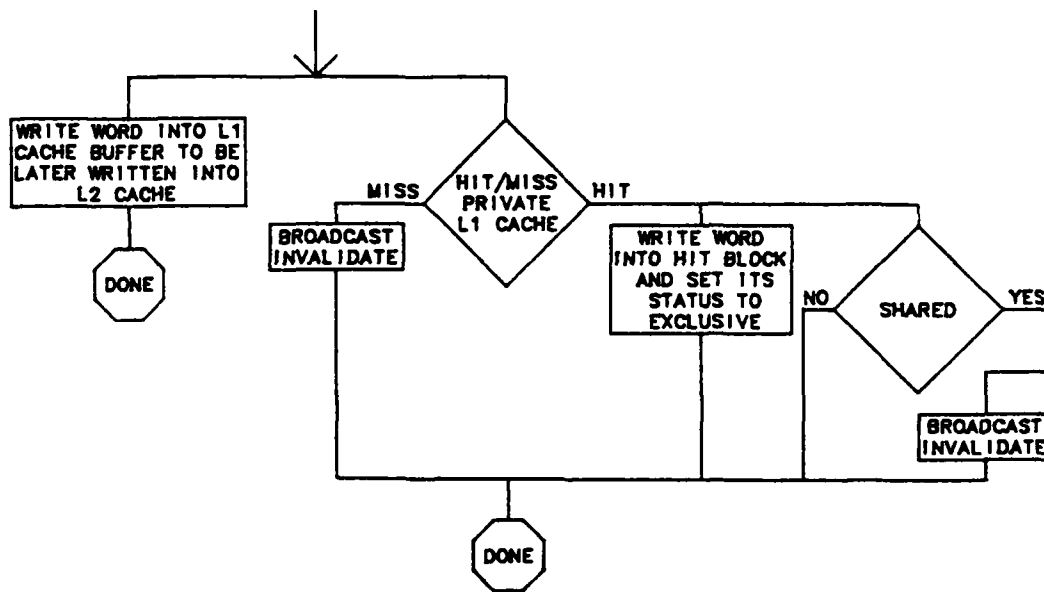 WRITE WORD INTO L1
CACHE BUFFER TO BE
LATER WRITTEN INTO
L2 CACHE
DONE
MISS
HIT/MISS
PRIVATE
L1 CACHE
HIT
BROADCAST
INVALIDATE
WRITE WORD
INTO HIT BLOCK
AND SET ITS
STATUS TO
EXCLUSIVE
NO
SHARED
YES
BROADCAST
INVALIDATE
DONE